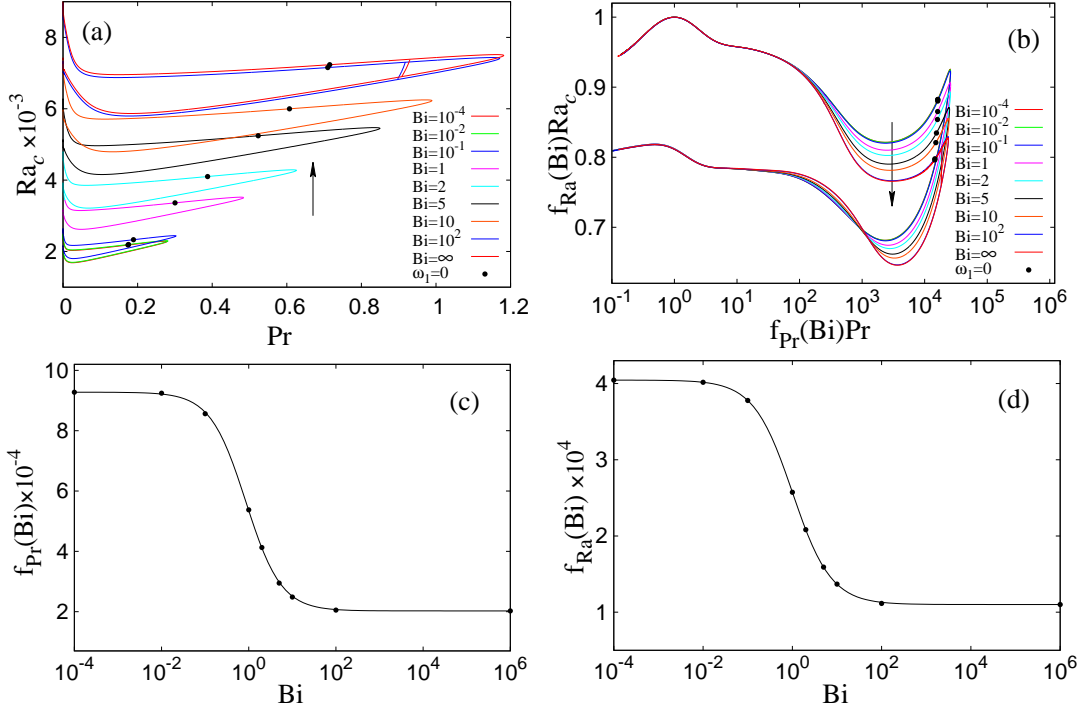 (a)
8
6
4
2
Ra_c ×10^-3
Bi=10^-4
Bi=10^-2
Bi=10^-1
Bi=1
Bi=2
Bi=5
Bi=10
Bi=10^2
Bi=∞
ω_1=0
0 0.2 0.4 0.6 0.8 1 1.2
Pr
(b)
1
0.9
0.8
0.7
f_Ra(Bi)Ra_c
Bi=10^-4
Bi=10^-2
Bi=10^-1
Bi=1
Bi=2
Bi=5
Bi=10
Bi=10^2
Bi=∞
ω_1=0
10^-1 10^0 10^1 10^2 10^3 10^4 10^5 10^6
f_Pr(Bi)Pr
(c)
10
8
6
4
2
f_Pr(Bi)×10^-4
10^-4 10^-2 10^0 10^2 10^4 10^6
Bi
(d)
4
3
2
1
f_Ra(Bi) ×10^4
10^-4 10^-2 10^0 10^2 10^4 10^6
Bi